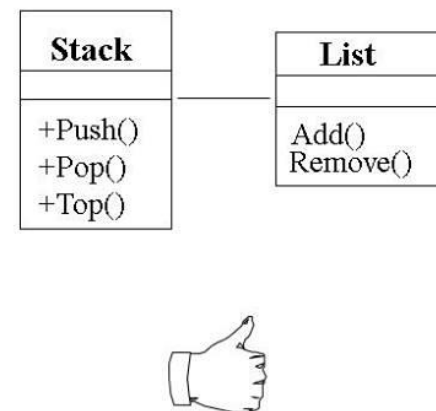 Stack
+Push()
+Pop()
+Top()
List
Add()
Remove()